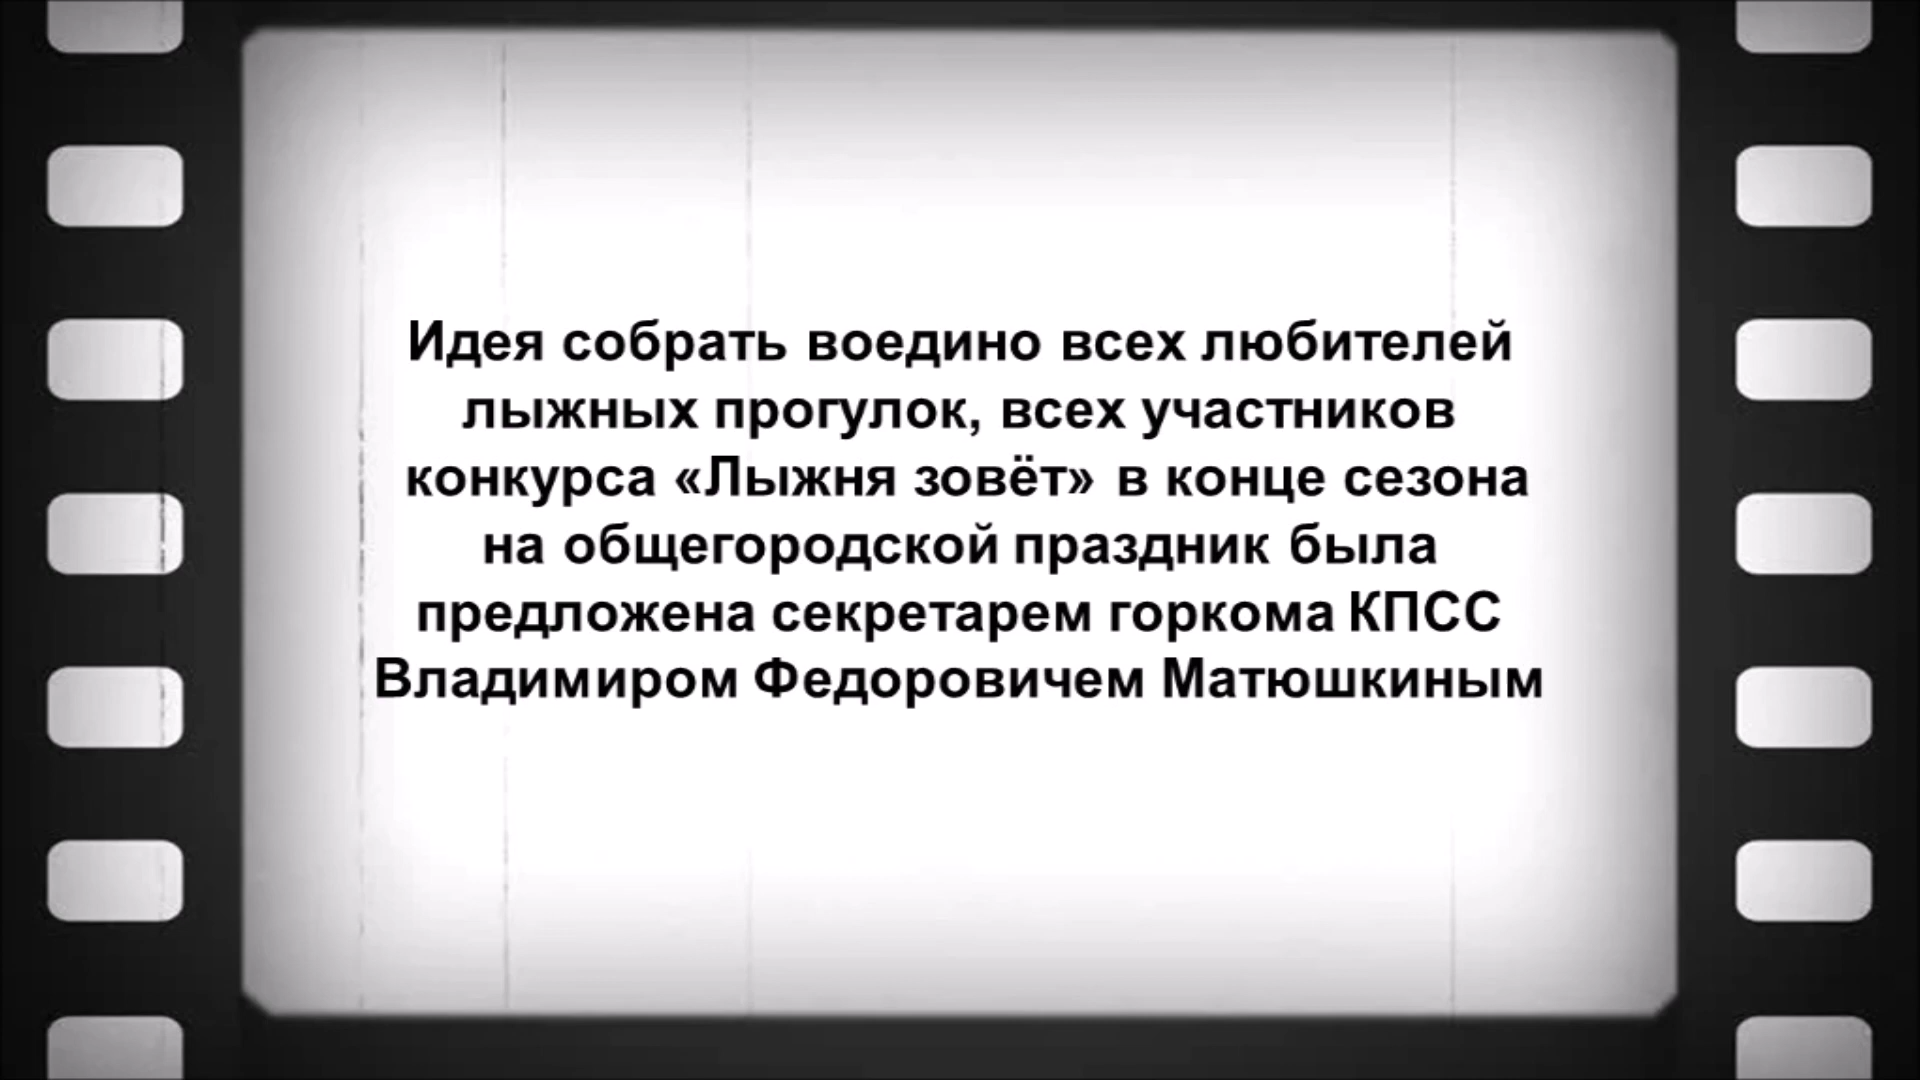 Идея собрать воедино всех любителей
лыжных прогулок, всех участников
конкурса «Лыжня зовёт» в конце сезона
на общегородской праздник была
предложена секретарем горкома КПСС
Владимиром Федоровичем Матюшкиным